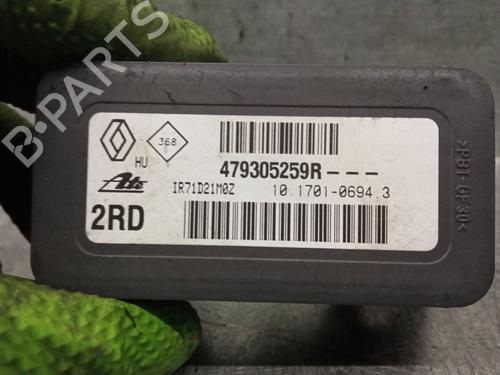 368
HU
479305259R---
Ate
IR71D21M0Z
10.1701-0694.3
2RD
>PBT-GF30<
B-PARTS